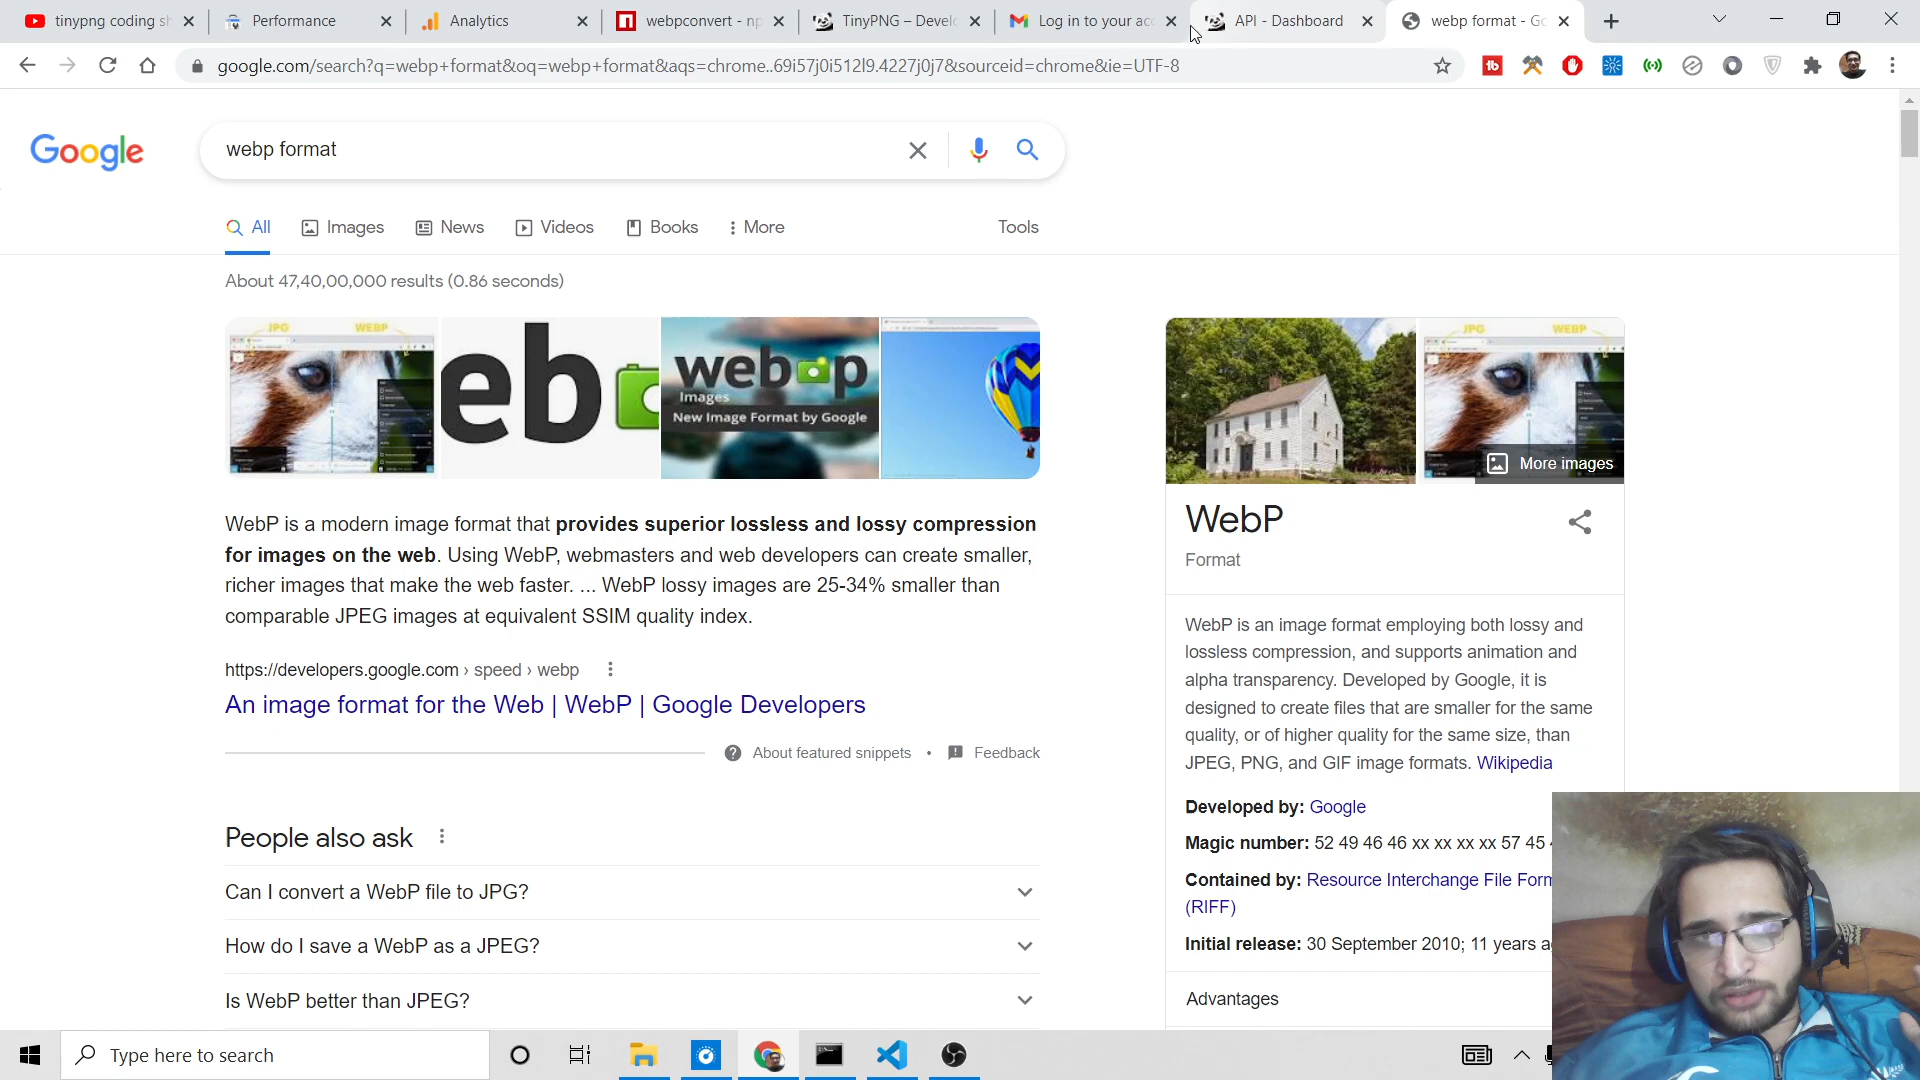 tinypng coding sh
Performance
Analytics
webpconvert - np
TinyPNG – Develo
Log in to your acc
API - Dashboard
webp format - Go
google.com/search?q=webp+format&oq=webp+format&aqs=chrome..69i57j0i512l9.4227j0j7&sourceid=chrome&ie=UTF-8
Google
webp format
All
Images
News
Videos
Books
More
Tools
About 47,40,00,000 results (0.86 seconds)
JPG WEBP
eb
webp
Images
New Image Format by Google
JPG WEBP
More images
WebP is a modern image format that provides superior lossless and lossy compression
for images on the web. Using WebP, webmasters and web developers can create smaller,
richer images that make the web faster. ... WebP lossy images are 25-34% smaller than
comparable JPEG images at equivalent SSIM quality index.
https://developers.google.com › speed › webp
An image format for the Web | WebP | Google Developers
About featured snippets • Feedback
People also ask
Can I convert a WebP file to JPG?
How do I save a WebP as a JPEG?
Is WebP better than JPEG?
WebP
Format
WebP is an image format employing both lossy and
lossless compression, and supports animation and
alpha transparency. Developed by Google, it is
designed to create files that are smaller for the same
quality, or of higher quality for the same size, than
JPEG, PNG, and GIF image formats. Wikipedia
Developed by: Google
Magic number: 52 49 46 46 xx xx xx xx 57 45
Contained by: Resource Interchange File Form
(RIFF)
Initial release: 30 September 2010; 11 years a
Advantages
Type here to search